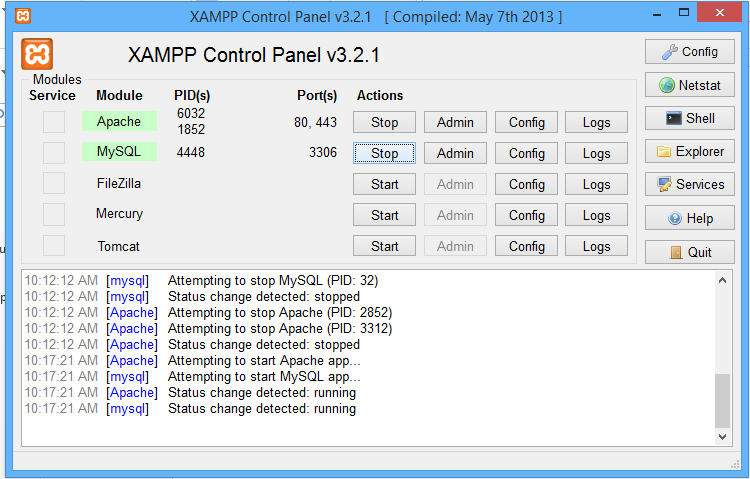 XAMPP Control Panel v3.2.1 [ Compiled: May 7th 2013 ]
XAMPP Control Panel v3.2.1
Config
Modules
Service Module PID(s) Port(s) Actions
Netstat
Apache 6032 1852 80, 443 Stop Admin Config Logs
Shell
MySQL 4448 3306 Stop Admin Config Logs
Explorer
FileZilla Start Admin Config Logs
Services
Mercury Start Admin Config Logs
Help
Tomcat Start Admin Config Logs
Quit
10:12:12 AM [mysql] Attempting to stop MySQL (PID: 32)
10:12:12 AM [mysql] Status change detected: stopped
10:12:12 AM [Apache] Attempting to stop Apache (PID: 2852)
10:12:12 AM [Apache] Attempting to stop Apache (PID: 3312)
10:12:12 AM [Apache] Status change detected: stopped
10:17:21 AM [Apache] Attempting to start Apache app...
10:17:21 AM [mysql] Attempting to start MySQL app...
10:17:21 AM [Apache] Status change detected: running
10:17:21 AM [mysql] Status change detected: running